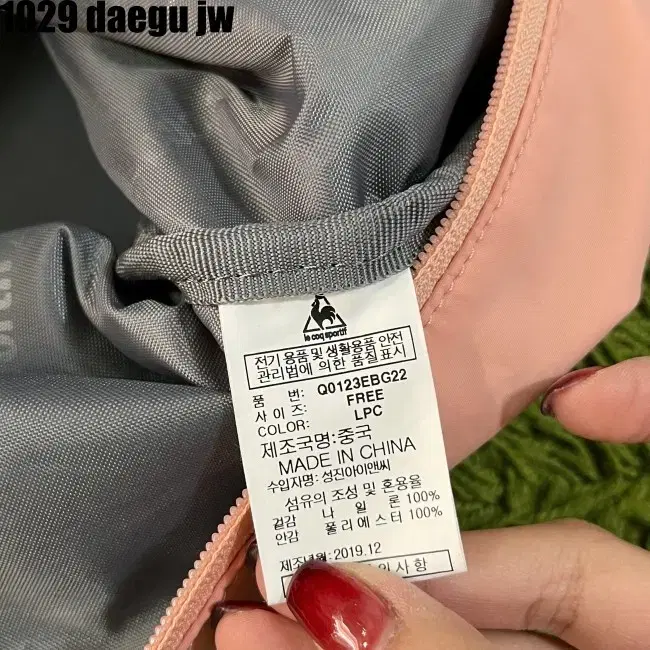 1029 daegu jw
le coq sportif
전기 용품 및 생활용품 안전
관리법에 의한 품질표시
품 번: Q0123EBG22
사 이 즈: FREE
COLOR: LPC
제조국명:중국
MADE IN CHINA
수입자명:성진아이앤씨
섬유의 조성 및 혼용율
겉감 나 일 론 100%
안감 폴리에스터 100%
제조년월:2019.12
의사항